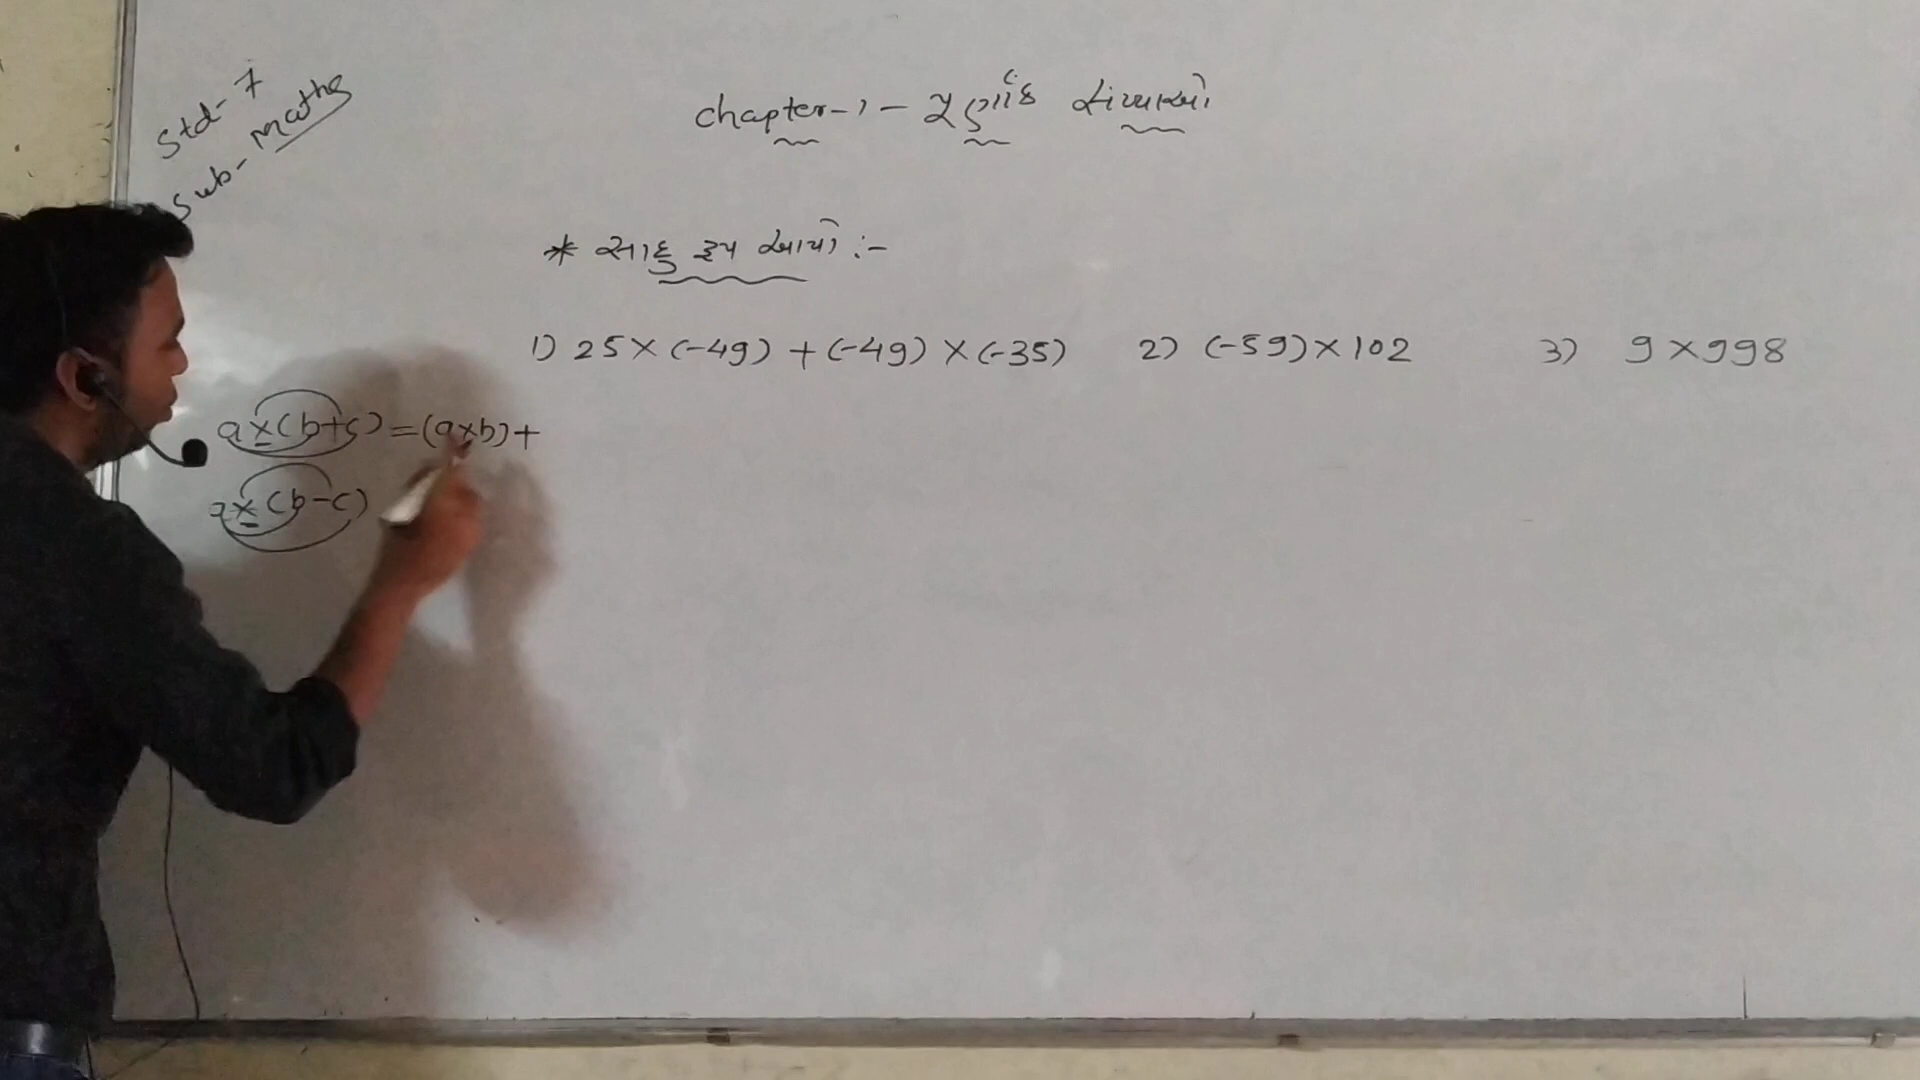 Std-7
Sub-Maths
Chapter-1 - પૂર્ણાંક સંખ્યાઓ
* સાદુ રૂપ આપો :-
1) 25 × (-49) + (-49) × (-35)
2) (-59) × 102
3) 9 × 998
a × (b+c) = (a×b) +
a × (b-c)